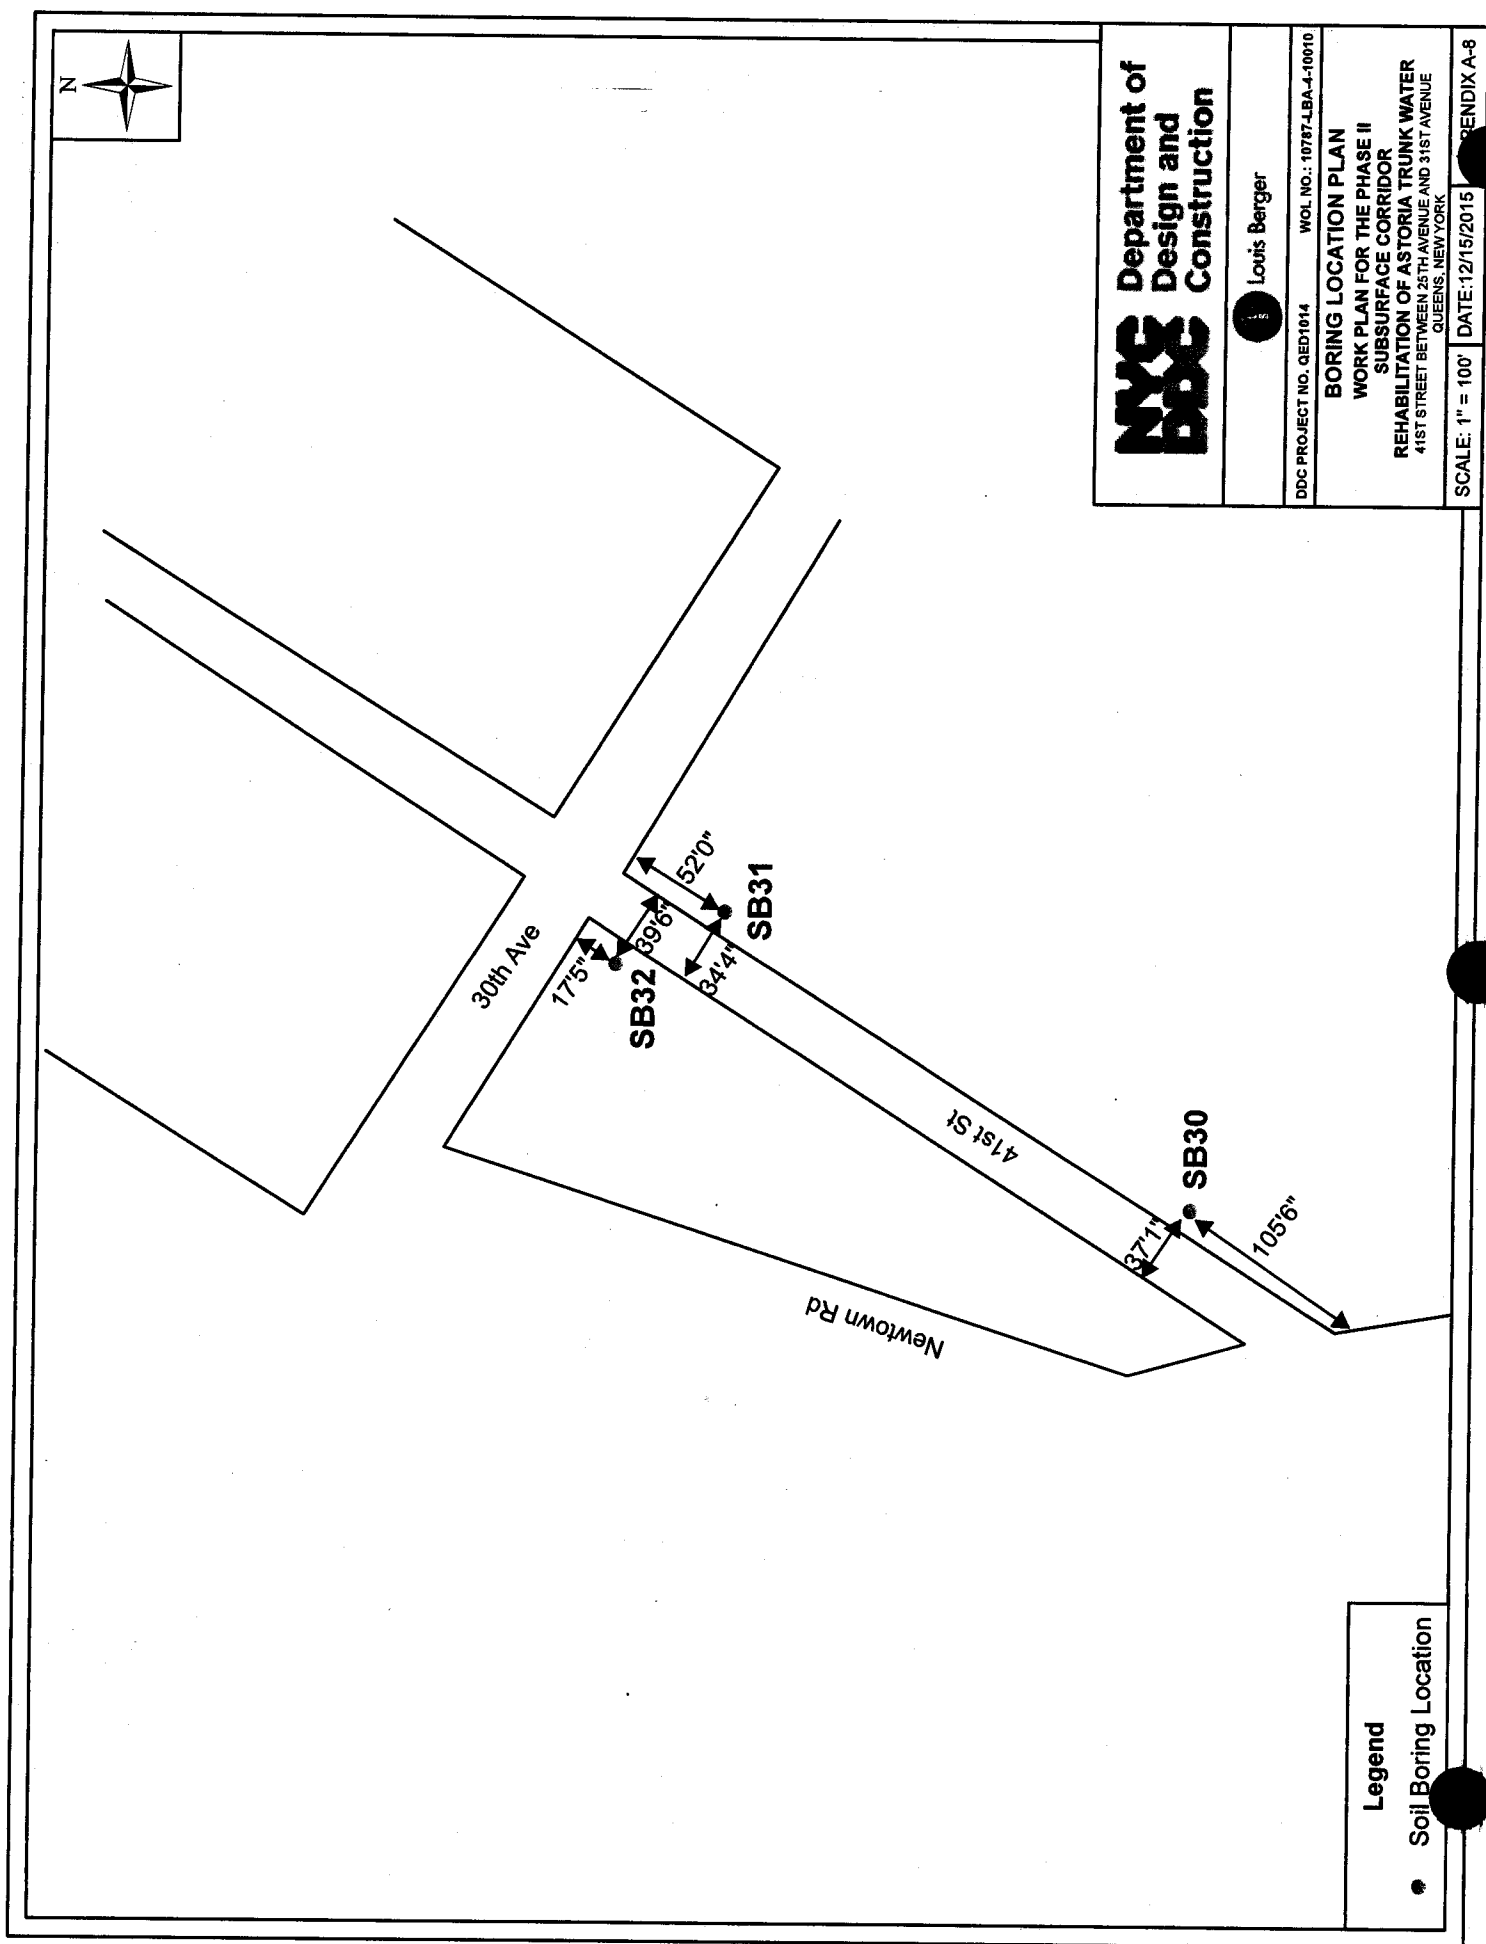 N
30th Ave
17'5"
SB32
39'6"
52'0"
34'4"
SB31
41st St
Newtown Rd
37'1"
SB30
105'6"
Legend
Soil Boring Location
NYC
DDC
Department of
Design and
Construction
Louis Berger
DDC PROJECT NO. QED1014 WOL NO.: 10787-LBA-4-10010
BORING LOCATION PLAN
WORK PLAN FOR THE PHASE II
SUBSURFACE CORRIDOR
REHABILITATION OF ASTORIA TRUNK WATER
41ST STREET BETWEEN 25TH AVENUE AND 31ST AVENUE
QUEENS, NEW YORK
SCALE: 1" = 100' DATE:12/15/2015 PENDIX A-8